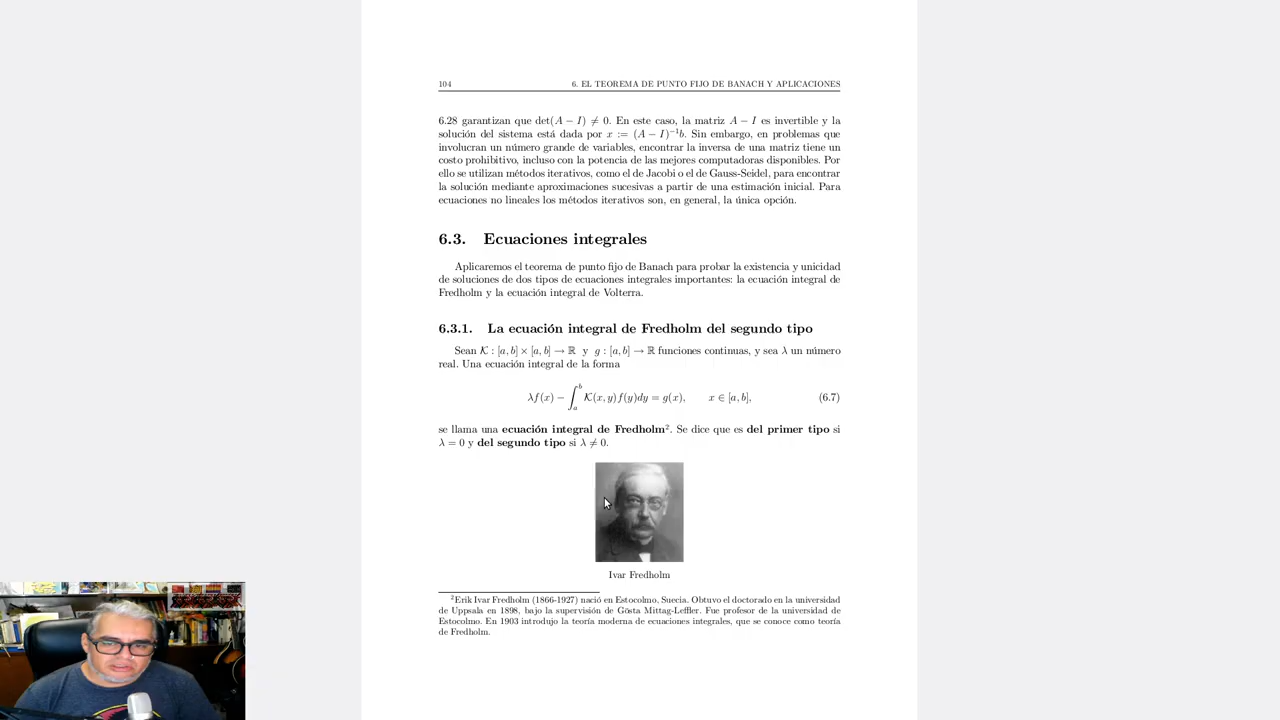 104 6. EL TEOREMA DE PUNTO FIJO DE BANACH Y APLICACIONES
6.28 garantizan que det(A − I) ≠ 0. En este caso, la matriz A − I es invertible y la
solución del sistema está dada por x := (A − I)⁻¹b. Sin embargo, en problemas que
involucran un número grande de variables, encontrar la inversa de una matriz tiene un
costo prohibitivo, incluso con la potencia de las mejores computadoras disponibles. Por
ello se utilizan métodos iterativos, como el de Jacobi o el de Gauss-Seidel, para encontrar
la solución mediante aproximaciones sucesivas a partir de una estimación inicial. Para
ecuaciones no lineales los métodos iterativos son, en general, la única opción.
6.3. Ecuaciones integrales
Aplicaremos el teorema de punto fijo de Banach para probar la existencia y unicidad
de soluciones de dos tipos de ecuaciones integrales importantes: la ecuación integral de
Fredholm y la ecuación integral de Volterra.
6.3.1. La ecuación integral de Fredholm del segundo tipo
Sean K : [a, b] × [a, b] → ℝ y g : [a, b] → ℝ funciones continuas, y sea λ un número
real. Una ecuación integral de la forma
λf(x) − ∫ₐᵇ K(x, y)f(y)dy = g(x), x ∈ [a, b], (6.7)
se llama una ecuación integral de Fredholm². Se dice que es del primer tipo si
λ = 0 y del segundo tipo si λ ≠ 0.
Ivar Fredholm
²Erik Ivar Fredholm (1866-1927) nació en Estocolmo, Suecia. Obtuvo el doctorado en la universidad
de Uppsala en 1898, bajo la supervisión de Gösta Mittag-Leffler. Fue profesor de la universidad de
Estocolmo. En 1903 introdujo la teoría moderna de ecuaciones integrales, que se conoce como teoría
de Fredholm.